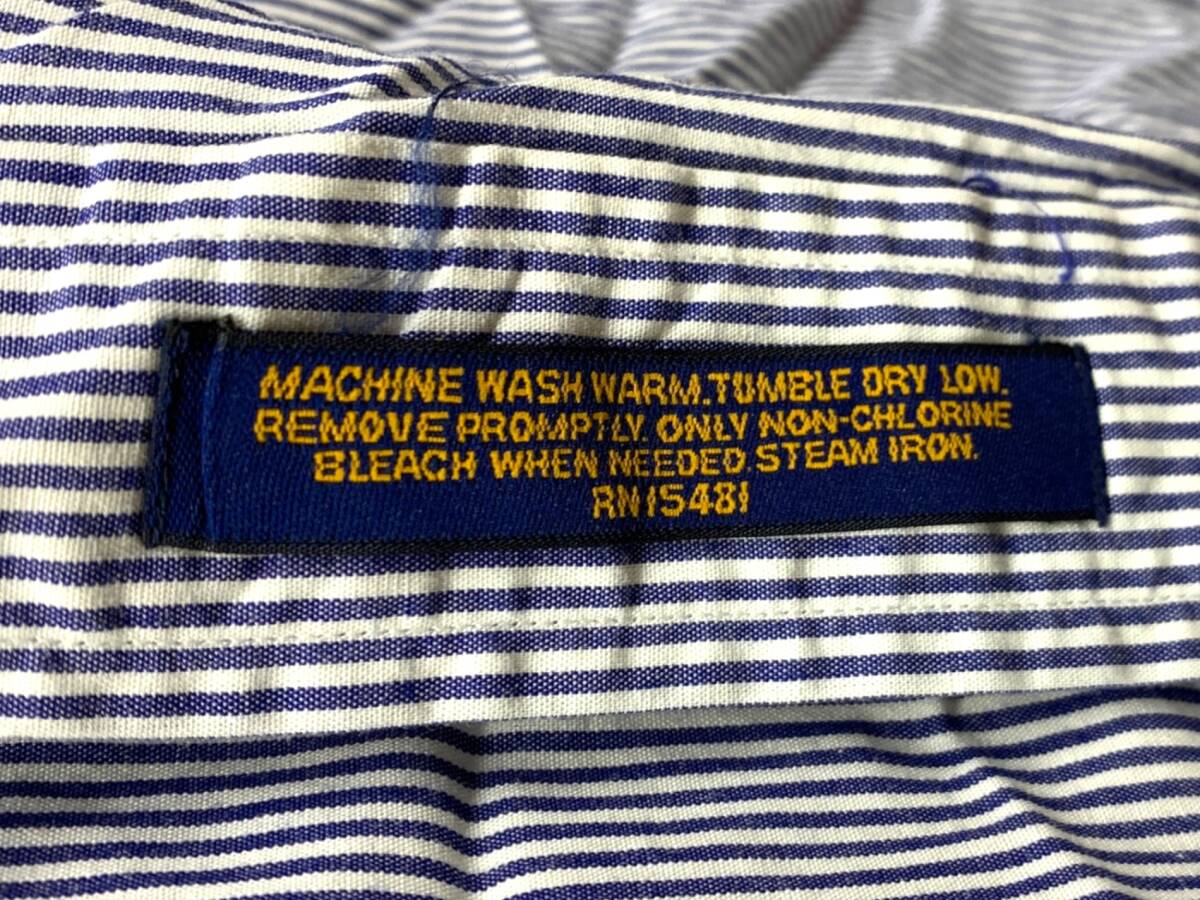 MACHINE WASH WARM.TUMBLE DRY LOW.
REMOVE PROMPTLY. ONLY NON-CHLORINE
BLEACH WHEN NEEDED.STEAM IRON.
RN15481